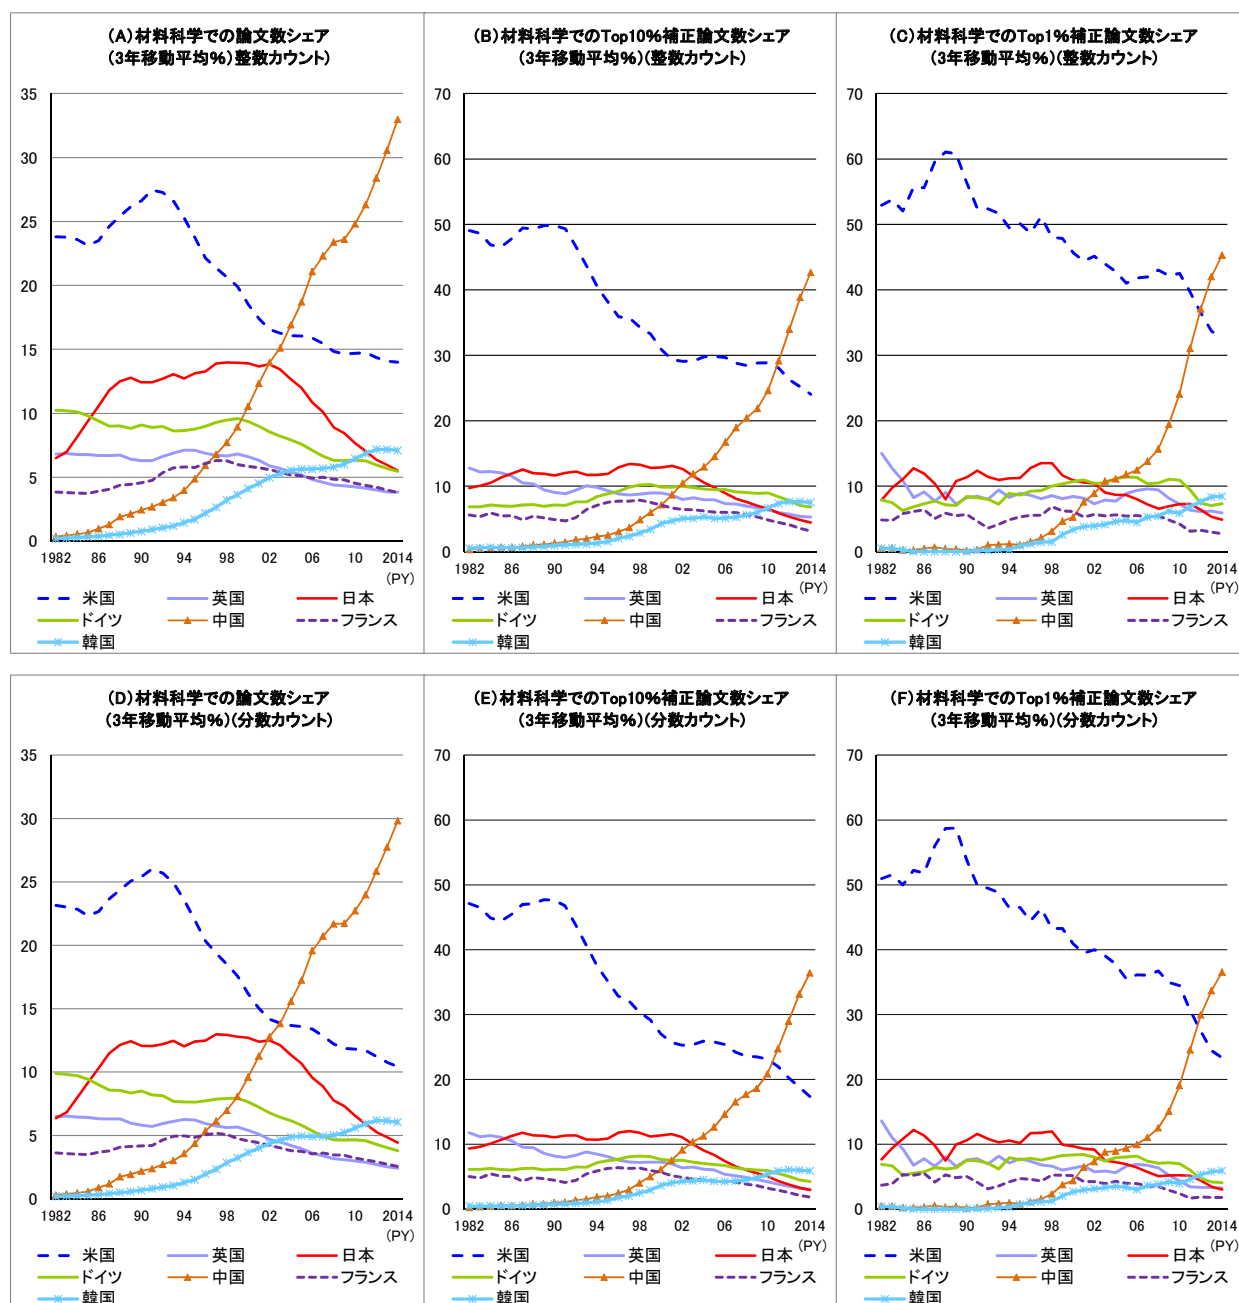 (A)材料科学での論文数シェア
(3年移動平均%)整数カウント)
35
30
25
20
15
10
5
0
1982 86 90 94 98 02 06 10 2014
(PY)
米国 英国 日本
ドイツ 中国 フランス
韓国
(B)材料科学でのTop10%補正論文数シェア
(3年移動平均%)(整数カウント)
70
60
50
40
30
20
10
0
1982 86 90 94 98 02 06 10 2014
(PY)
米国 英国 日本
ドイツ 中国 フランス
韓国
(C)材料科学でのTop1%補正論文数シェア
(3年移動平均%)(整数カウント)
70
60
50
40
30
20
10
0
1982 86 90 94 98 02 06 10 2014
(PY)
米国 英国 日本
ドイツ 中国 フランス
韓国
(D)材料科学での論文数シェア
(3年移動平均%)(分数カウント)
35
30
25
20
15
10
5
0
1982 86 90 94 98 02 06 10 2014
(PY)
米国 英国 日本
ドイツ 中国 フランス
韓国
(E)材料科学でのTop10%補正論文数シェア
(3年移動平均%)(分数カウント)
70
60
50
40
30
20
10
0
1982 86 90 94 98 02 06 10 2014
(PY)
米国 英国 日本
ドイツ 中国 フランス
韓国
(F)材料科学でのTop1%補正論文数シェア
(3年移動平均%)(分数カウント)
70
60
50
40
30
20
10
0
1982 86 90 94 98 02 06 10 2014
(PY)
米国 英国 日本
ドイツ 中国 フランス
韓国